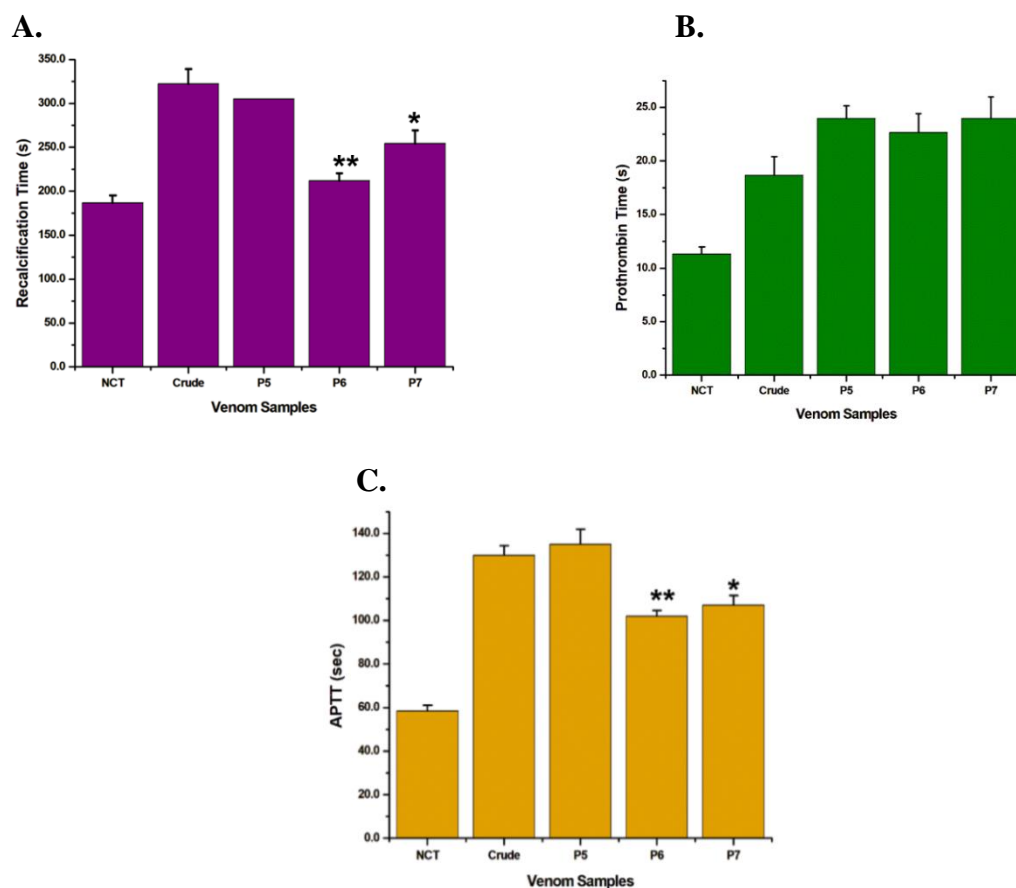 A.
350.0
300.0
250.0
200.0
150.0
100.0
50.0
0.0
Recalcification Time (s)
**
*
NCT Crude P5 P6 P7
Venom Samples
B.
25.0
20.0
15.0
10.0
5.0
0.0
Prothrombin Time (s)
NCT Crude P5 P6 P7
Venom Samples
C.
140.0
120.0
100.0
80.0
60.0
40.0
20.0
0.0
APTT (sec)
**
*
NCT Crude P5 P6 P7
Venom Samples